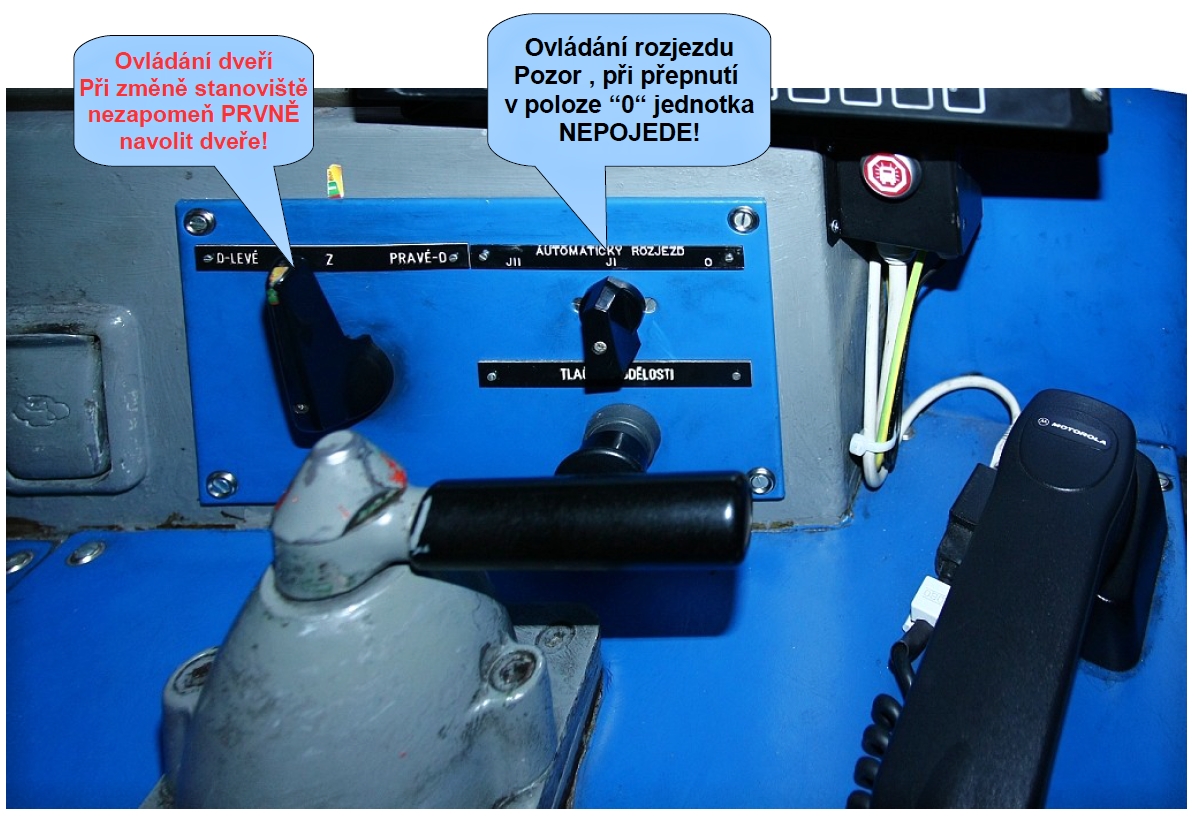 Ovládání dveří
Při změně stanoviště
nezapomeň PRVNĚ
navolit dveře!
Ovládání rozjezdu
Pozor , při přepnutí
v poloze “0“ jednotka
NEPOJEDE!
D-LEVÉ Z PRAVÉ-D
AUTOMATICKÝ ROZJEZD
JII JI 0
MOTOROLA